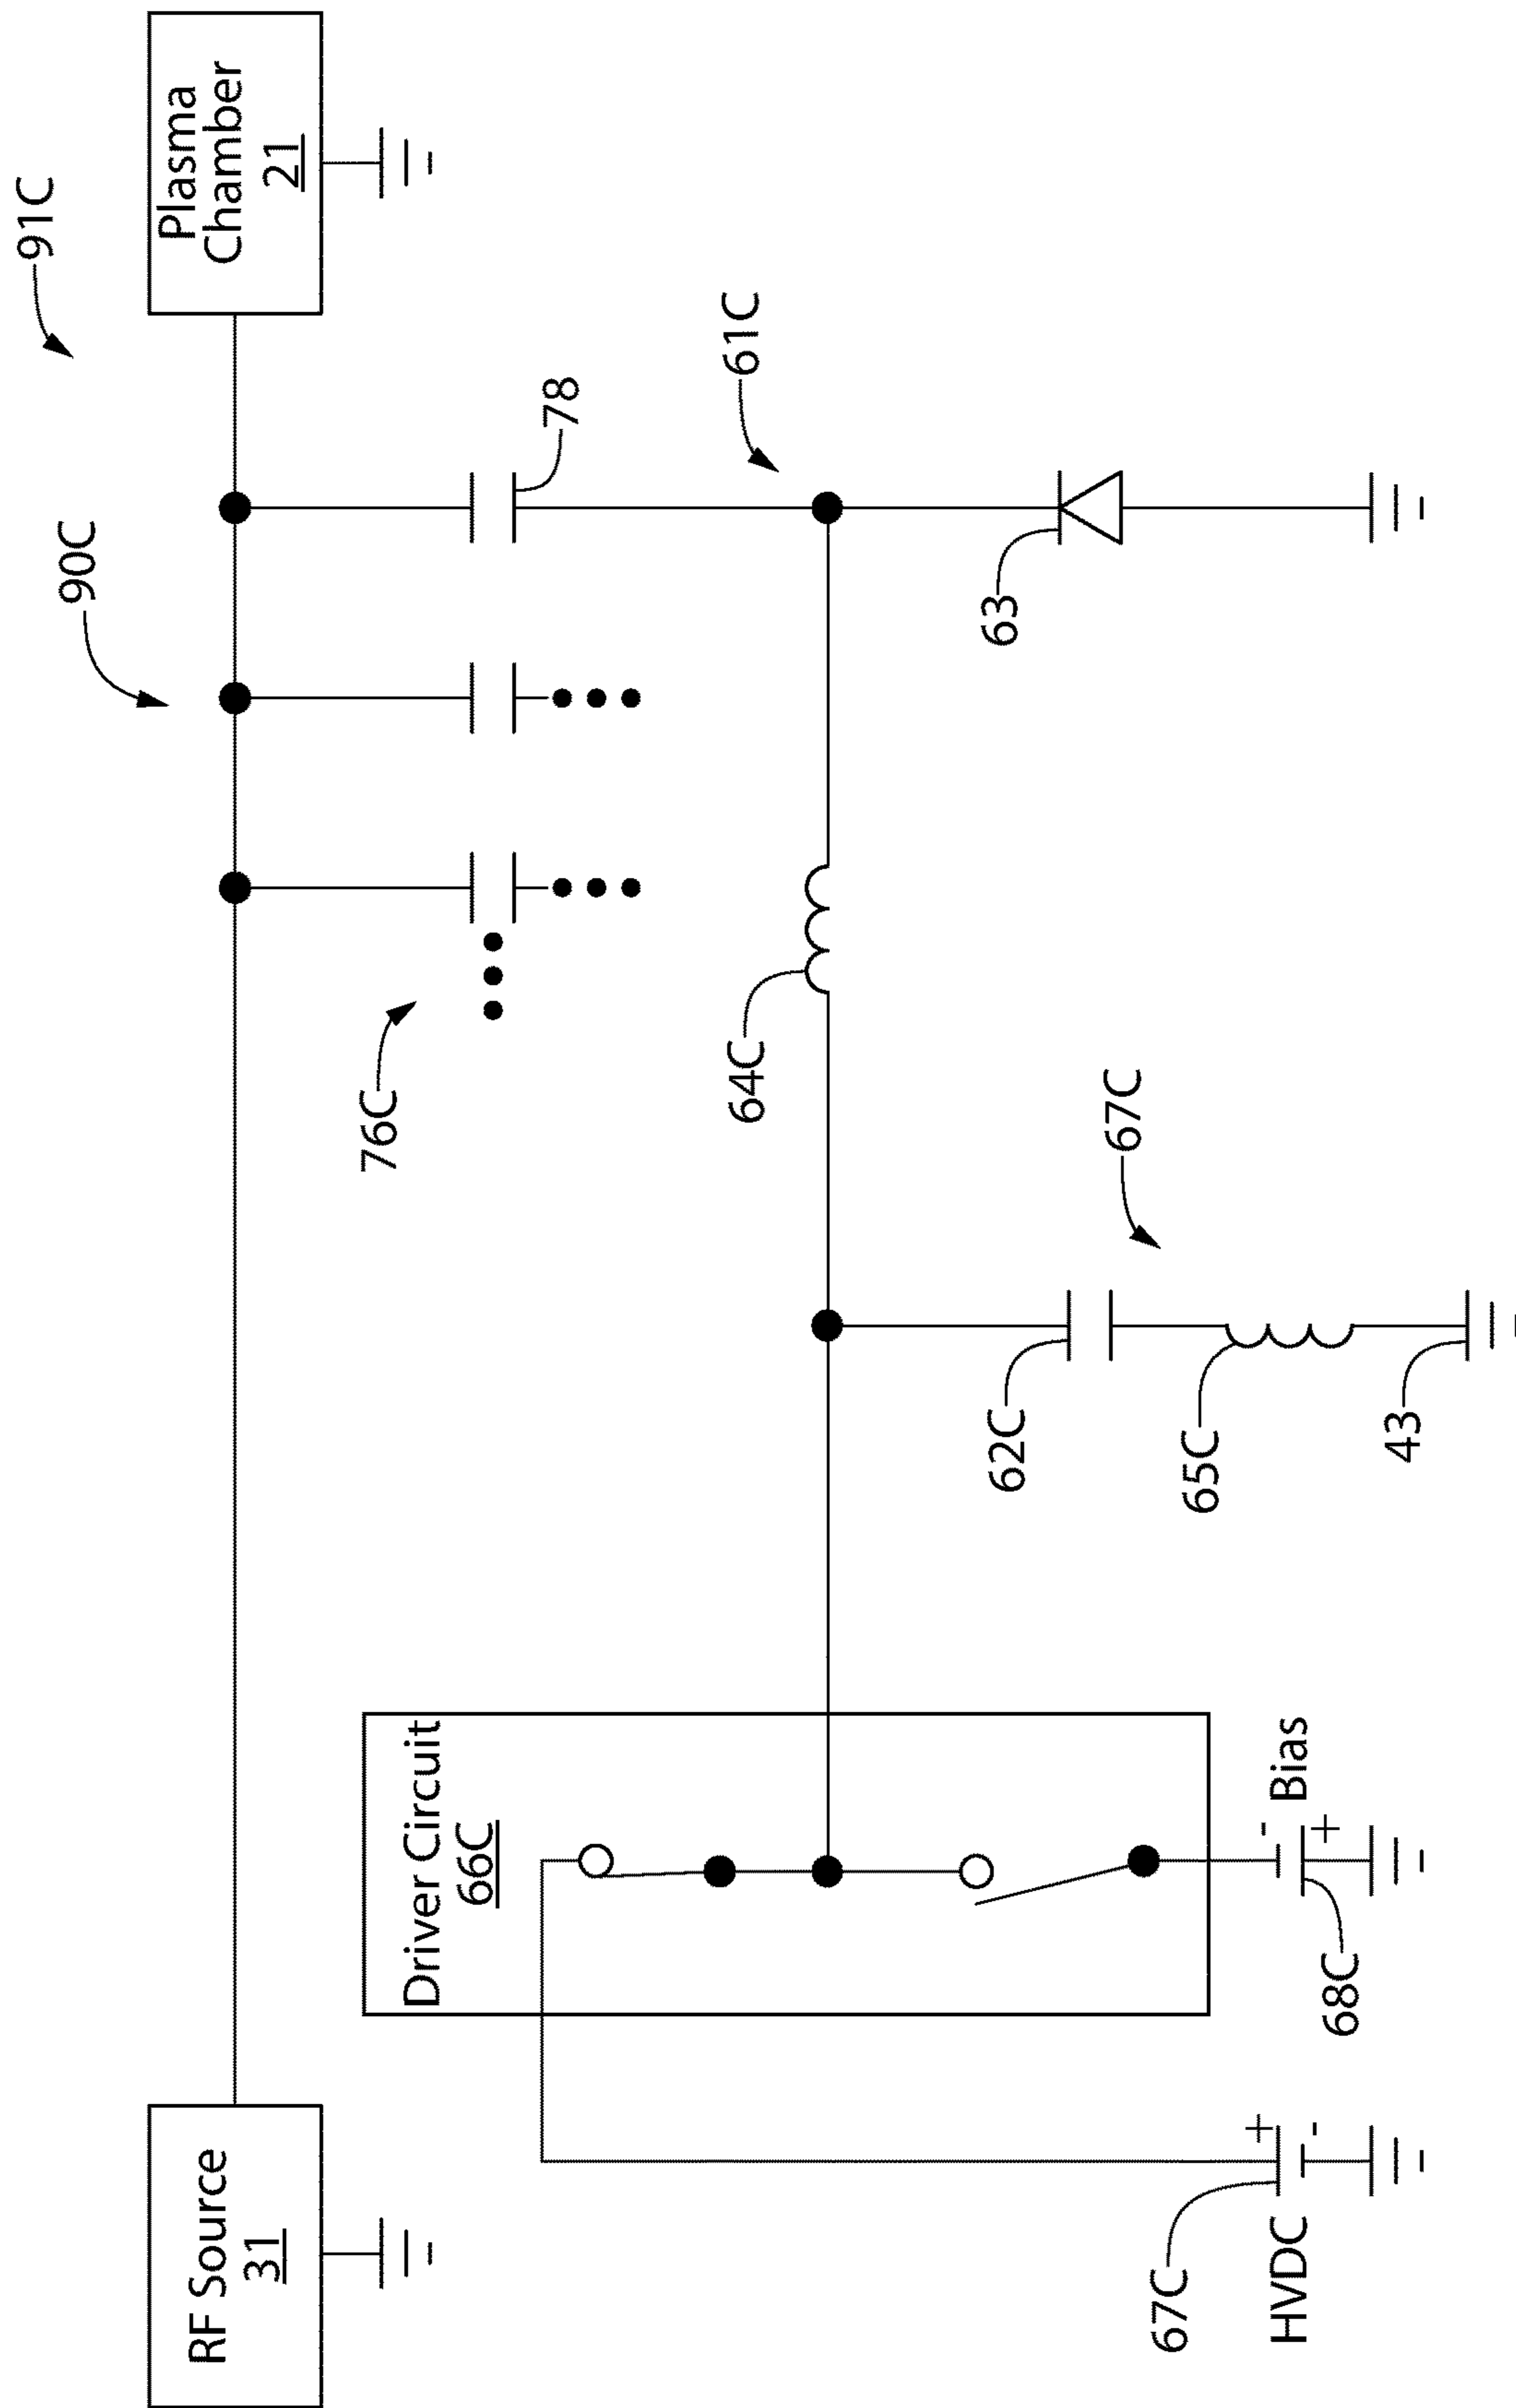 91C
Plasma
Chamber
21
90C
RF Source
31
78
76C
61C
64C
63
67C
Driver Circuit
66C
62C
65C
43
+
-
67C
HVDC
-
Bias
+
68C